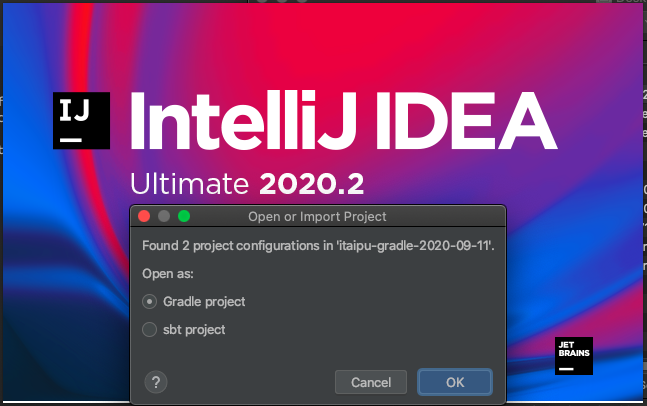 IJ
IntelliJ IDEA
Ultimate 2020.2
Open or Import Project
Found 2 project configurations in 'itaipu-gradle-2020-09-11'.
Open as:
Gradle project
sbt project
?
Cancel
OK
JET
BRAINS